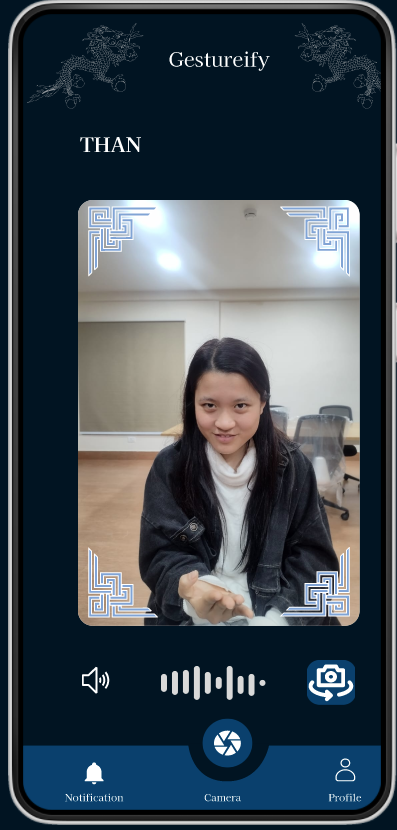 Gestureify
THAN
Notification
Camera
Profile